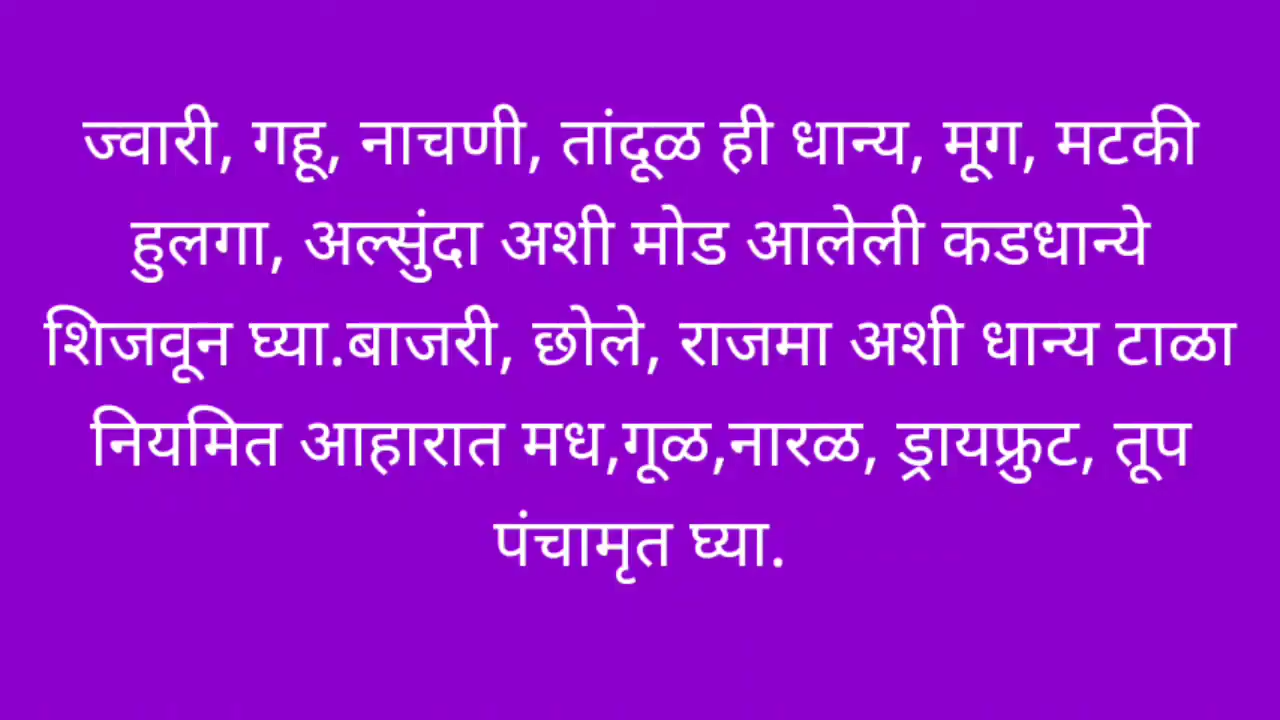 ज्वारी, गहू, नाचणी, तांदूळ ही धान्य, मूग, मटकी
हुलगा, अल्सुंदा अशी मोड आलेली कडधान्ये
शिजवून घ्या.बाजरी, छोले, राजमा अशी धान्य टाळा
नियमित आहारात मध,गूळ,नारळ, ड्रायफ्रुट, तूप
पंचामृत घ्या.